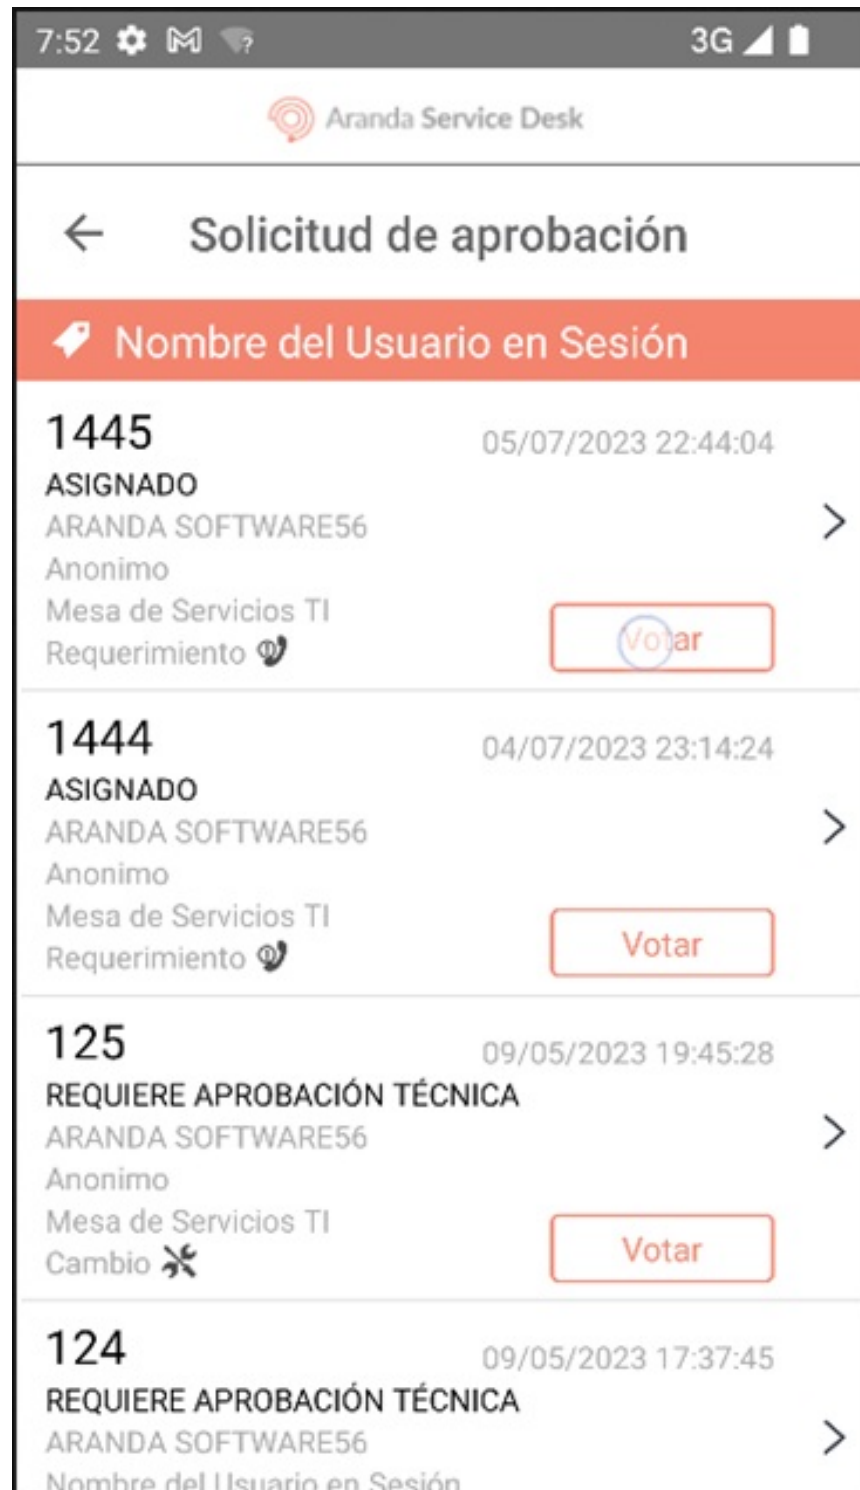 7:52
3G
Aranda Service Desk
Solicitud de aprobación
Nombre del Usuario en Sesión
1445
05/07/2023 22:44:04
ASIGNADO
ARANDA SOFTWARE56
Anonimo
Mesa de Servicios TI
Requerimiento
Votar
1444
04/07/2023 23:14:24
ASIGNADO
ARANDA SOFTWARE56
Anonimo
Mesa de Servicios TI
Requerimiento
Votar
125
09/05/2023 19:45:28
REQUIERE APROBACIÓN TÉCNICA
ARANDA SOFTWARE56
Anonimo
Mesa de Servicios TI
Cambio
Votar
124
09/05/2023 17:37:45
REQUIERE APROBACIÓN TÉCNICA
ARANDA SOFTWARE56
Nombre del Usuario en Sesión